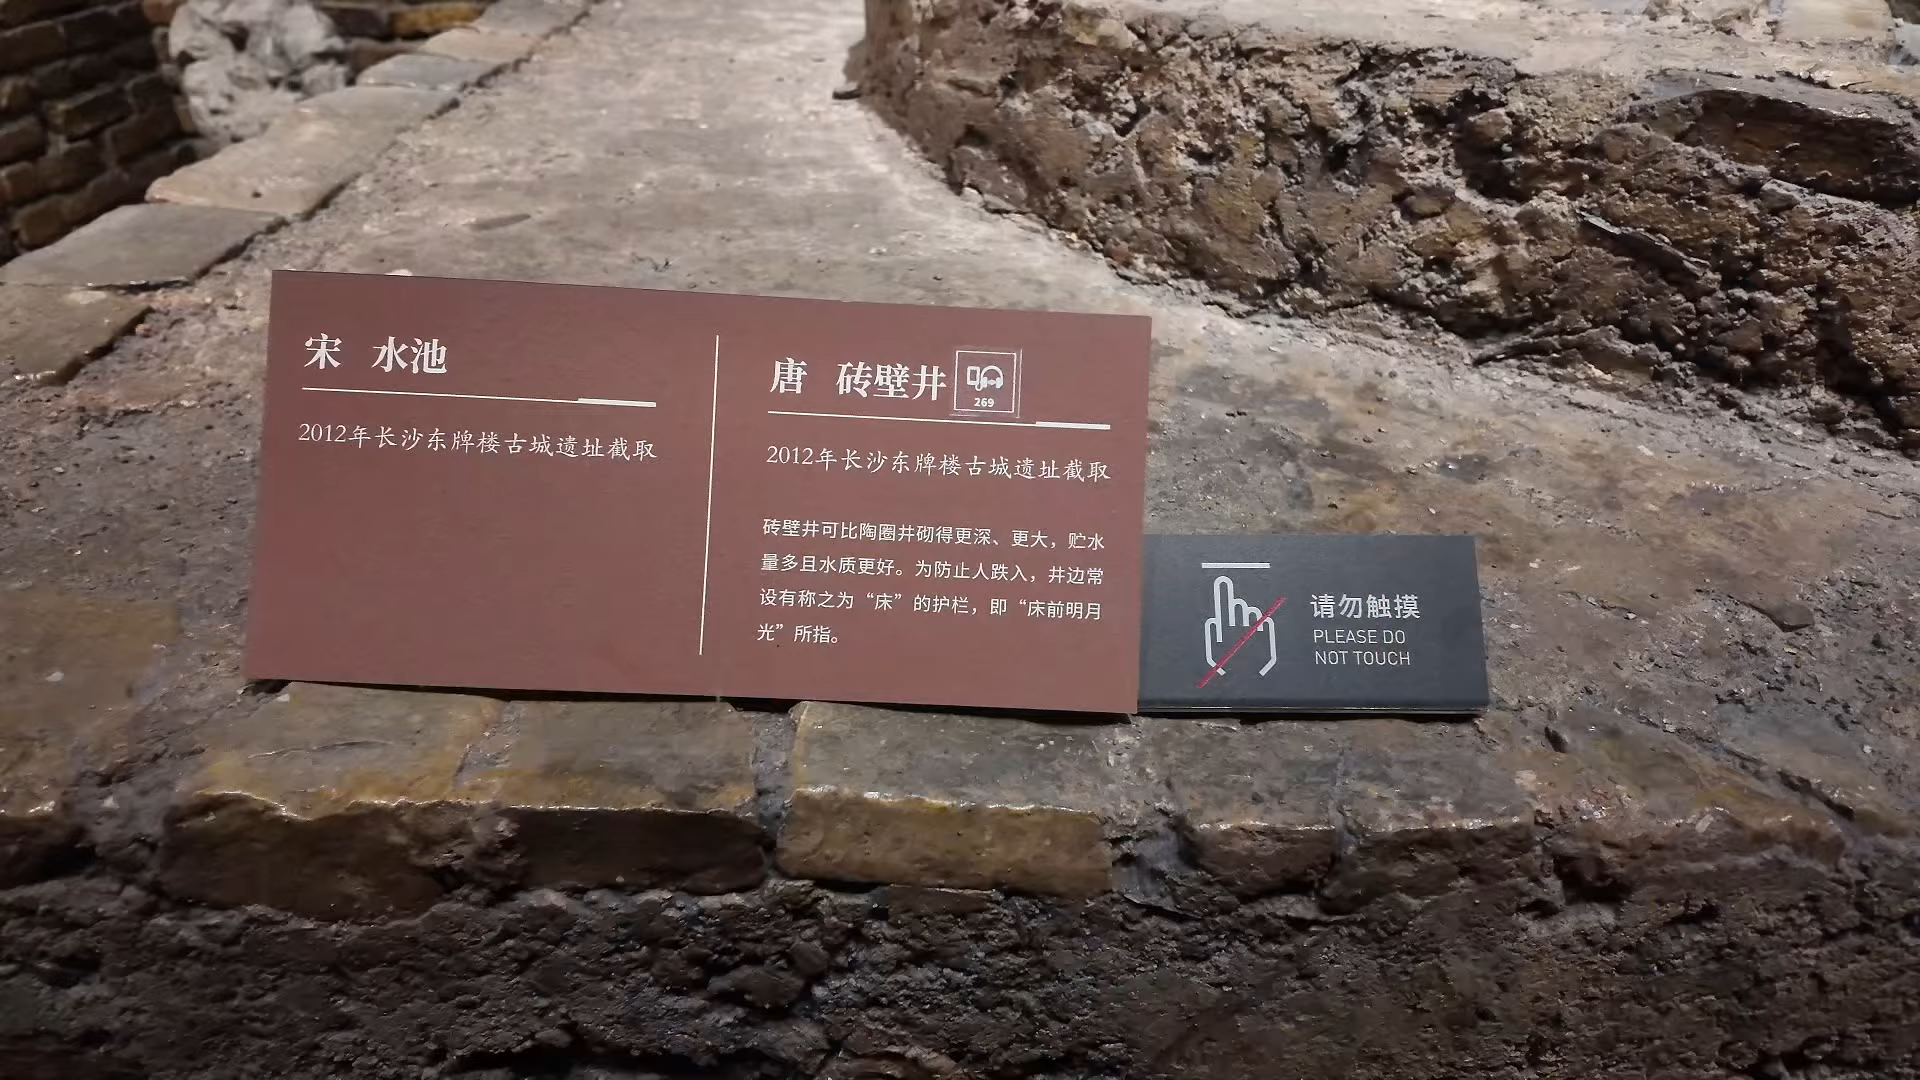 宋 水池
2012年长沙东牌楼古城遗址截取
唐 砖壁井
269
2012年长沙东牌楼古城遗址截取
砖壁井可比陶圈井砌得更深、更大，贮水
量多且水质更好。为防止人跌入，井边常
设有称之为“床”的护栏，即“床前明月
光”所指。
请勿触摸
PLEASE DO
NOT TOUCH